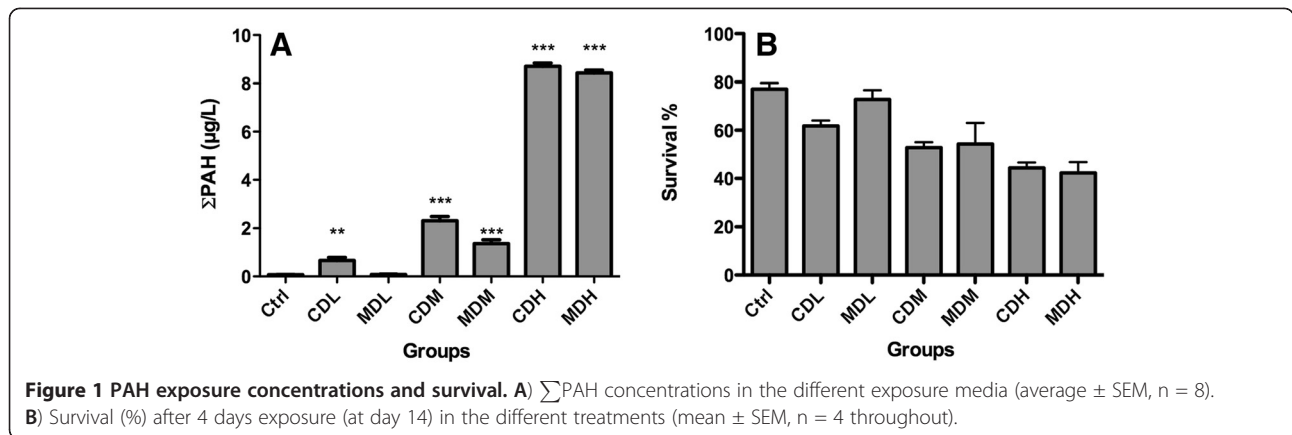 A
ΣPAH (µg/L)
10
8
6
4
2
0
**
***
***
***
***
Ctrl
CDL
MDL
CDM
MDM
CDH
MDH
Groups
B
Survival %
100
80
60
40
20
0
Ctrl
CDL
MDL
CDM
MDM
CDH
MDH
Groups
Figure 1 PAH exposure concentrations and survival. A) ∑PAH concentrations in the different exposure media (average ± SEM, n = 8).
B) Survival (%) after 4 days exposure (at day 14) in the different treatments (mean ± SEM, n = 4 throughout).